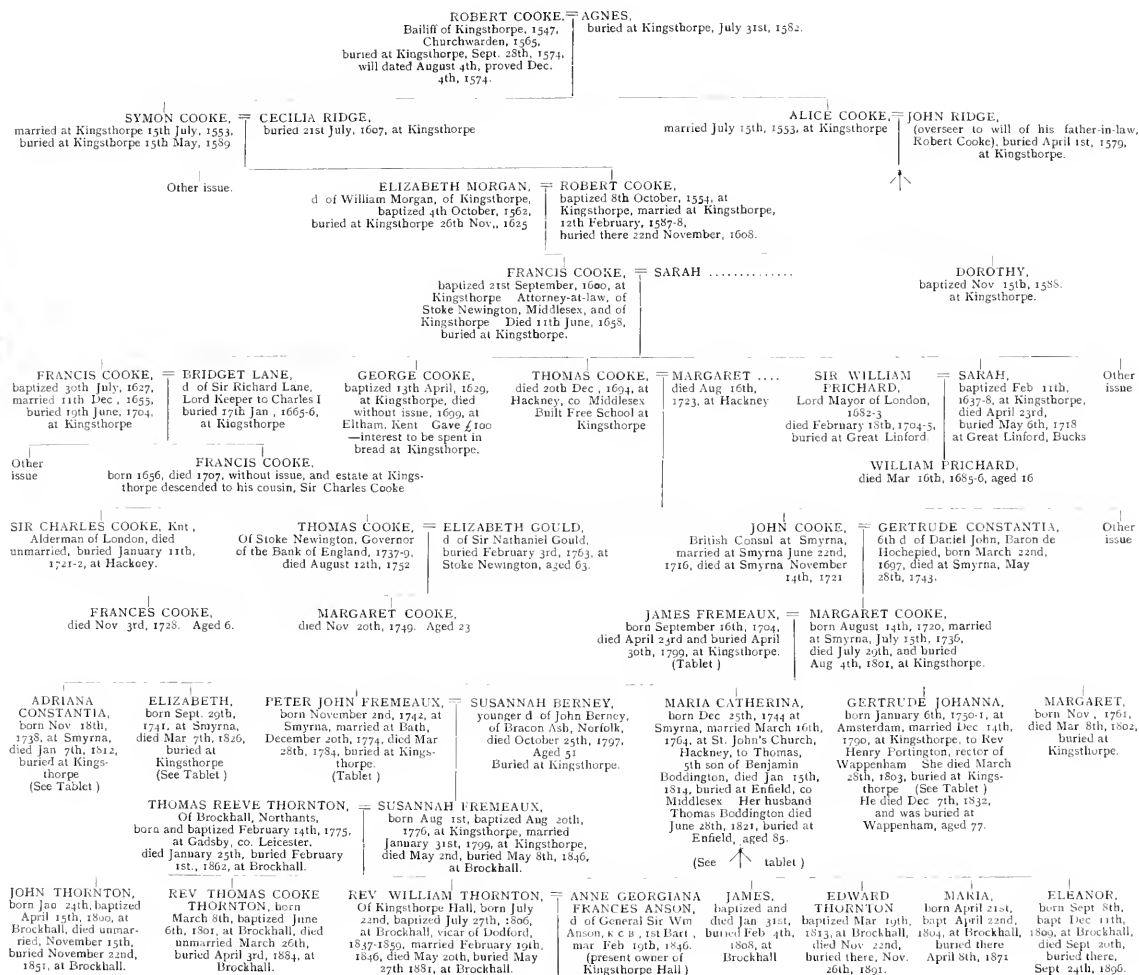 ROBERT COOKE, = AGNES,
Bailiff of Kingsthorpe, 1547,
Churchwarden, 1565,
buried at Kingsthorpe, Sept. 28th, 1574,
will dated August 4th, proved Dec.
4th, 1574.
buried at Kingsthorpe, July 31st, 1582.
SYMON COOKE, =
married at Kingsthorpe 15th July, 1553,
buried at Kingsthorpe 15th May, 1589
CECILIA RIDGE,
buried 21st July, 1607, at Kingsthorpe
ALICE COOKE, =
married July 15th, 1553, at Kingsthorpe
JOHN RIDGE,
(overseer to will of his father-in-law,
Robert Cooke), buried April 1st, 1579,
at Kingsthorpe.
Other issue.
ELIZABETH MORGAN, =
d of William Morgan, of Kingsthorpe,
baptized 4th October, 1562,
buried at Kingsthorpe 26th Nov,, 1625
ROBERT COOKE,
baptized 8th October, 1554, at
Kingsthorpe, married at Kingsthorpe,
12th February, 1587-8,
buried there 22nd November, 1608.
FRANCIS COOKE, =
baptized 21st September, 1600, at
Kingsthorpe Attorney-at-law, of
Stoke Newington, Middlesex, and of
Kingsthorpe Died 11th June, 1658,
buried at Kingsthorpe.
SARAH ..............
DOROTHY,
baptized Nov 15th, 1588.
at Kingsthorpe.
FRANCIS COOKE, =
baptized 30th July, 1627,
married 11th Dec , 1655,
buried 19th June, 1704,
at Kingsthorpe
BRIDGET LANE,
d of Sir Richard Lane,
Lord Keeper to Charles I
buried 17th Jan , 1665-6,
at Kingsthorpe
GEORGE COOKE,
baptized 13th April, 1629,
at Kingsthorpe, died
without issue, 1699, at
Eltham. Kent Gave £100
—interest to be spent in
bread at Kingsthorpe.
THOMAS COOKE, =
died 20th Dec , 1694, at
Hackney, co Middlesex
Built Free School at
Kingsthorpe
MARGARET ....
died Aug 16th,
1723, at Hackney
SIR WILLIAM
PRICHARD, =
Lord Mayor of London,
1682-3
died February 18th, 1704-5,
buried at Great Linford.
SARAH,
baptized Feb 11th,
1637-8, at Kingsthorpe,
died April 23rd,
buried May 6th, 1718
at Great Linford, Bucks
Other
issue
Other
issue
FRANCIS COOKE,
born 1656, died 1707, without issue, and estate at Kings-
thorpe descended to his cousin, Sir Charles Cooke
WILLIAM PRICHARD,
died Mar 16th, 1685-6, aged 16
SIR CHARLES COOKE, Knt ,
Alderman of London, died
unmarried, buried January 11th,
1721-2, at Hackney.
THOMAS COOKE, =
Of Stoke Newington, Governor
of the Bank of England, 1737-9,
died August 12th, 1752
ELIZABETH GOULD,
d of Sir Nathaniel Gould,
buried February 3rd, 1763, at
Stoke Newington, aged 63.
JOHN COOKE, =
British Consul at Smyrna,
married at Smyrna June 22nd,
1716, died at Smyrna November
14th, 1721
GERTRUDE CONSTANTIA,
6th d of Daniel John, Baron de
Hochepied, born March 22nd,
1697, died at Smyrna, May
28th, 1743.
Other
issue
FRANCES COOKE,
died Nov 3rd, 1728. Aged 6.
MARGARET COOKE,
died Nov 20th, 1749. Aged 23
JAMES FREMEAUX, =
born September 16th, 1704,
died April 23rd and buried April
30th, 1799, at Kingsthorpe.
(Tablet )
MARGARET COOKE,
born August 14th, 1720, married
at Smyrna, July 15th, 1736,
died July 29th, and buried
Aug 4th, 1801, at Kingsthorpe.
ADRIANA
CONSTANTIA,
born Nov 18th,
1738, at Smyrna,
died Jan 7th, 1812,
buried at Kings-
thorpe
(See Tablet )
ELIZABETH,
born Sept. 29th,
1741, at Smyrna,
died Mar 7th, 1826,
buried at
Kingsthorpe
(See Tablet )
PETER JOHN FREMEAUX, =
born November 2nd, 1742, at
Smyrna, married at Bath,
December 20th, 1774, died Mar
28th, 1784, buried at Kings-
thorpe.
(Tablet )
SUSANNAH BERNEY,
younger d of John Berney,
of Bracon Ash, Norfolk,
died October 25th, 1797,
Aged 51
Buried at Kingsthorpe.
MARIA CATHERINA,
born Dec 25th, 1744 at
Smyrna, married March 16th,
1764, at St. John's Church,
Hackney, to Thomas,
5th son of Benjamin
Boddington, died Jan 15th,
1814, buried at Enfield, co
Middlesex Her husband
Thomas Boddington died
June 28th, 1821, buried at
Enfield, aged 85.
(See tablet )
GERTRUDE JOHANNA,
born January 6th, 1750-1, at
Amsterdam, married Dec 14th,
1790, at Kingsthorpe, to Rev
Henry Portington, rector of
Wappenham She died March
28th, 1803, buried at Kings-
thorpe (See Tablet )
He died Dec 7th, 1832,
and was buried at
Wappenham, aged 77.
MARGARET,
born Nov , 1761,
died Mar 8th, 1802,
buried at
Kingsthorpe.
THOMAS REEVE THORNTON, =
Of Brockhall, Northants,
born and baptized February 14th, 1775,
at Gadsby, co. Leicester,
died January 25th, buried February
1st., 1862, at Brockhall.
SUSANNAH FREMEAUX,
born Aug 1st, baptized Aug 20th,
1776, at Kingsthorpe, married
January 31st, 1799, at Kingsthorpe,
died May 2nd, buried May 8th, 1846,
at Brockhall.
JOHN THORNTON,
born Jan 24th, baptized
April 15th, 1800, at
Brockhall, died unmar-
ried, November 15th,
buried November 22nd,
1851, at Brockhall.
REV THOMAS COOKE
THORNTON, born
March 8th, baptized June
6th, 1801, at Brockhall, died
unmarried March 26th,
buried April 3rd, 1884, at
Brockhall.
REV WILLIAM THORNTON, =
Of Kingsthorpe Hall, born July
22nd, baptized July 27th, 1806,
at Brockhall, vicar of Dodford,
1837-1859, married February 19th,
1846, died May 20th, buried May
27th 1881, at Brockhall.
ANNE GEORGIANA
FRANCES ANSON,
d of General Sir Wm
Anson, K C B , 1st Bart ,
mar Feb 19th, 1846.
(present owner of
Kingsthorpe Hall )
JAMES,
baptized and
died Jan 31st,
buried Feb 4th,
1808, at
Brockhall
EDWARD
THORNTON
baptized Mar 19th,
1813, at Brockhall,
died Nov 22nd,
buried there, Nov.
26th, 1891.
MARIA,
born April 21st,
bapt April 22nd,
1804, at Brockhall,
buried there
April 8th, 1871
ELEANOR,
born Sept 8th,
bapt Dec 11th,
1809, at Brockhall,
died Sept 20th,
buried there,
Sept 24th, 1896.